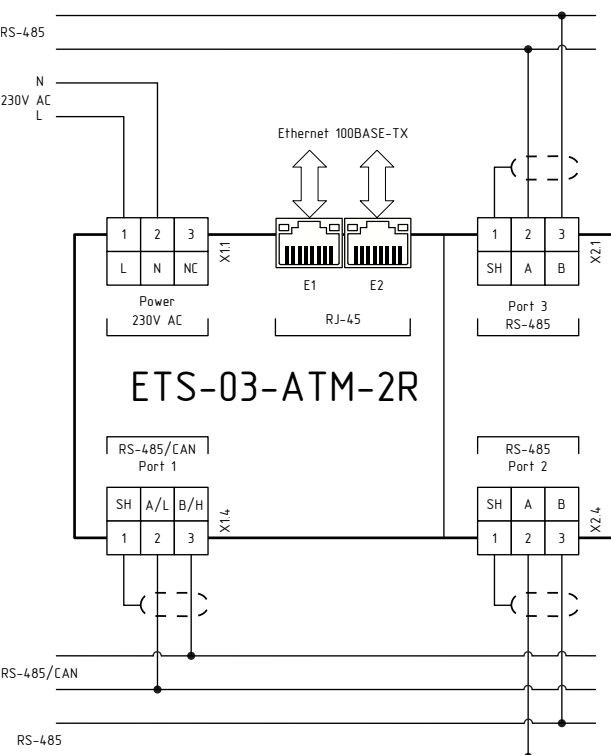 RS-485
N
230V AC
L
Ethernet 100BASE-TX
1 2 3
L N NC
X1.1
Power
230V AC
E1 E2
RJ-45
1 2 3
SH A B
X2.1
Port 3
RS-485
ETS-03-ATM-2R
RS-485/CAN
Port 1
SH A/L B/H
1 2 3
X1.4
RS-485
Port 2
SH A B
1 2 3
X2.4
RS-485/CAN
RS-485